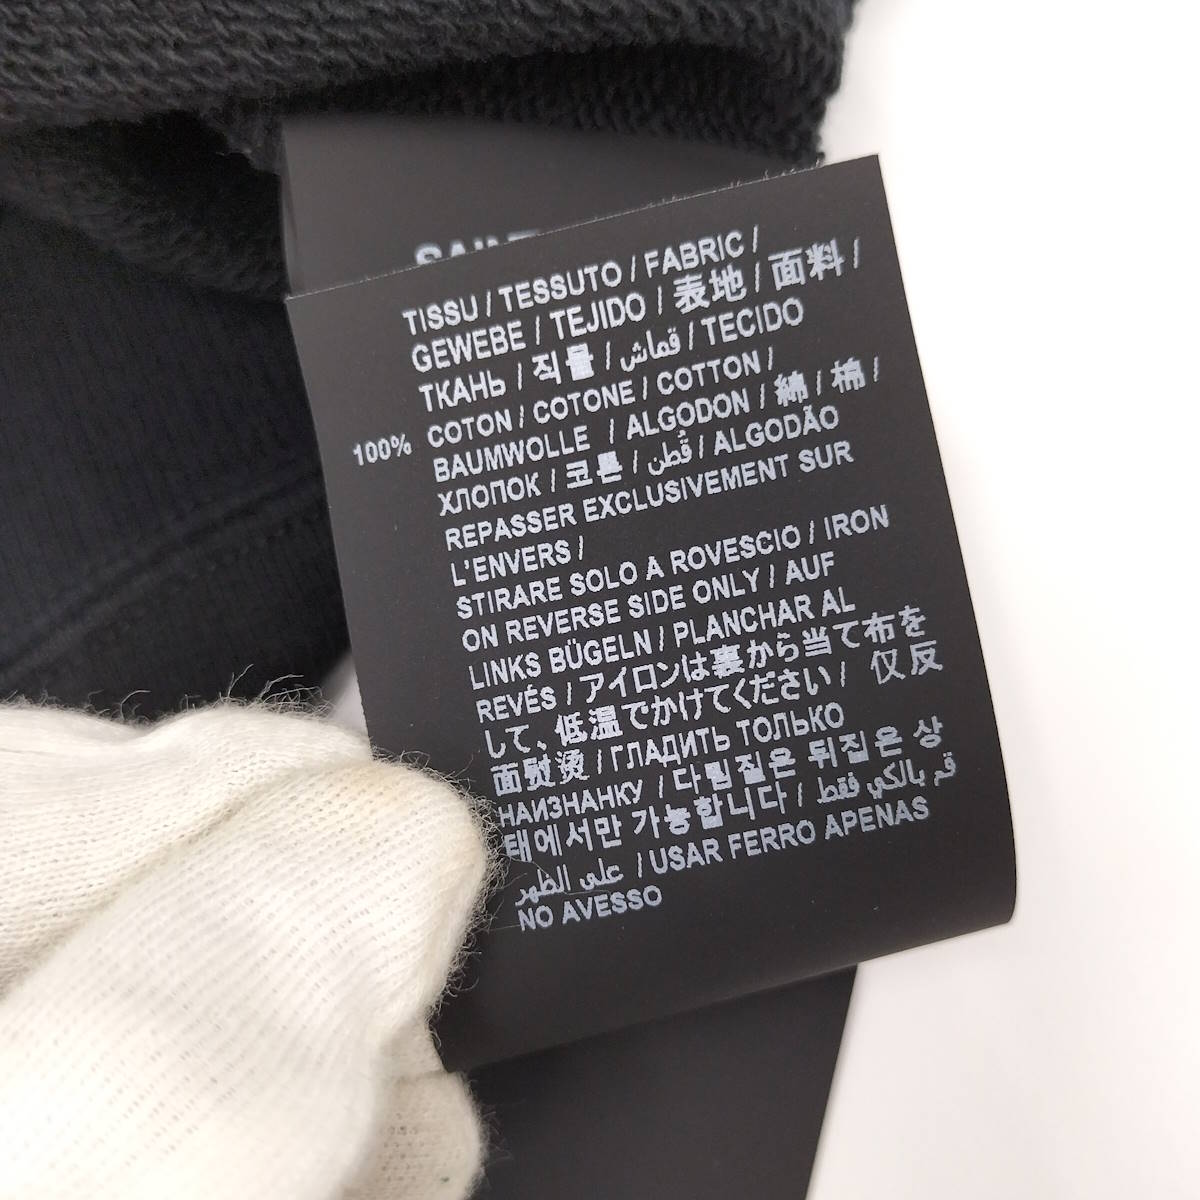 TISSU / TESSUTO / FABRIC /
GEWEBE / TEJIDO / 表地 / 面料 /
ТКАНЬ / 직물 / قماش / TECIDO
100% COTON / COTONE / COTTON /
BAUMWOLLE / ALGODON / 綿 / 棉 /
ХЛОПОК / 코튼 / قُطن / ALGODÃO
REPASSER EXCLUSIVEMENT SUR
L'ENVERS /
STIRARE SOLO A ROVESCIO / IRON
ON REVERSE SIDE ONLY / AUF
LINKS BÜGELN / PLANCHAR AL
REVÉS / アイロンは裏から当て布を
して、低温でかけてください / 仅反
面熨烫 / ГЛАДИТЬ ТОЛЬКО
НАИЗНАНКУ / 다림질은 뒤집은 상
태에서만 가능합니다 / قم بالكي فقط
على الظهر / USAR FERRO APENAS
NO AVESSO